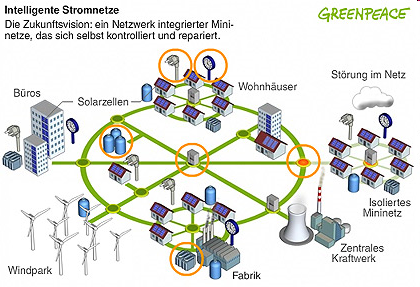 Intelligente Stromnetze
Die Zukunftsvision: ein Netzwerk integrierter Mini-
netze, das sich selbst kontrolliert und repariert.
GREENPEACE
Büros
Solarzellen
Wohnhäuser
Störung im Netz
Isoliertes
Mininetz
Zentrales
Kraftwerk
Windpark
Fabrik